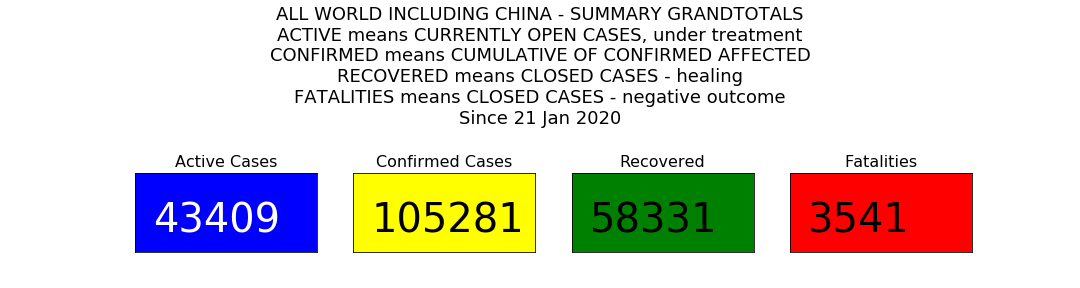 ALL WORLD INCLUDING CHINA - SUMMARY GRANDTOTALS
ACTIVE means CURRENTLY OPEN CASES, under treatment
CONFIRMED means CUMULATIVE OF CONFIRMED AFFECTED
RECOVERED means CLOSED CASES - healing
FATALITIES means CLOSED CASES - negative outcome
Since 21 Jan 2020
Active Cases
43409
Confirmed Cases
105281
Recovered
58331
Fatalities
3541